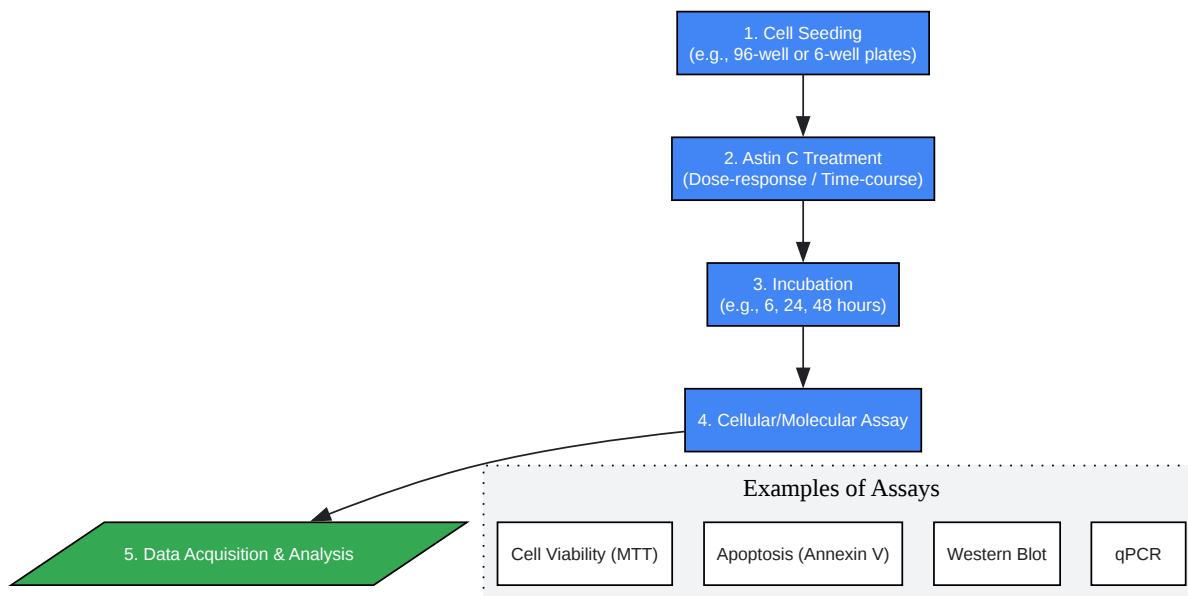 1. Cell Seeding
(e.g., 96-well or 6-well plates)
2. Astin C Treatment
(Dose-response / Time-course)
3. Incubation
(e.g., 6, 24, 48 hours)
4. Cellular/Molecular Assay
Examples of Assays
5. Data Acquisition & Analysis
Cell Viability (MTT)
Apoptosis (Annexin V)
Western Blot
qPCR